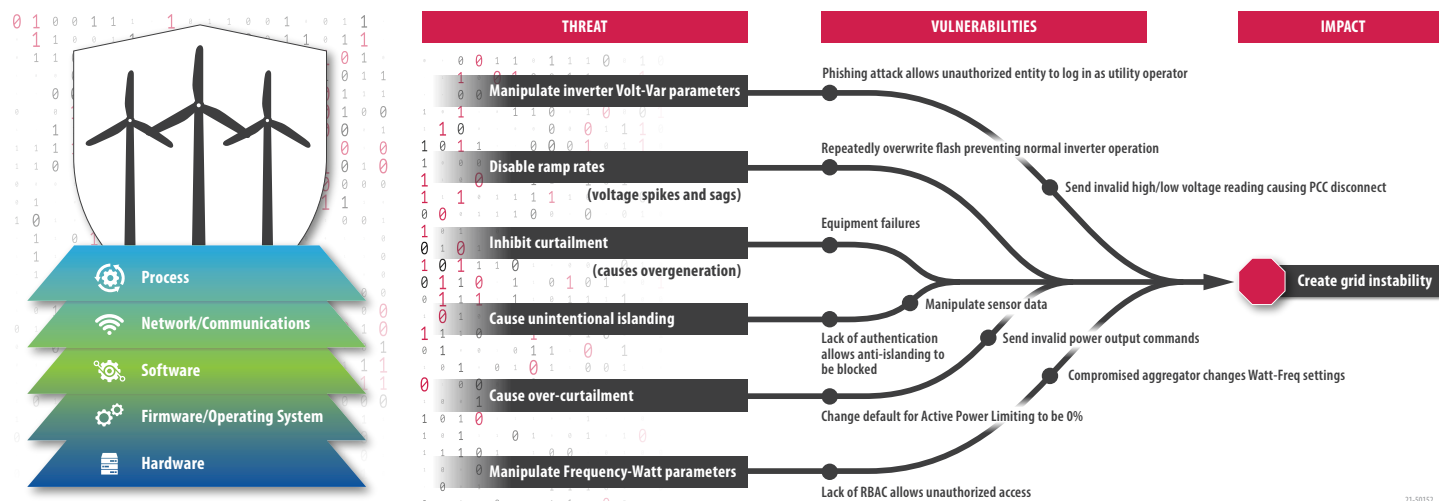 Process
Network/Communications
Software
Firmware/Operating System
Hardware
THREAT
VULNERABILITIES
IMPACT
Manipulate inverter Volt-Var parameters
Disable ramp rates
(voltage spikes and sags)
Inhibit curtailment
(causes overgeneration)
Cause unintentional islanding
Cause over-curtailment
Manipulate Frequency-Watt parameters
Phishing attack allows unauthorized entity to log in as utility operator
Repeatedly overwrite flash preventing normal inverter operation
Send invalid high/low voltage reading causing PCC disconnect
Equipment failures
Manipulate sensor data
Lack of authentication
allows anti-islanding to
be blocked
Send invalid power output commands
Compromised aggregator changes Watt-Freq settings
Change default for Active Power Limiting to be 0%
Lack of RBAC allows unauthorized access
Create grid instability